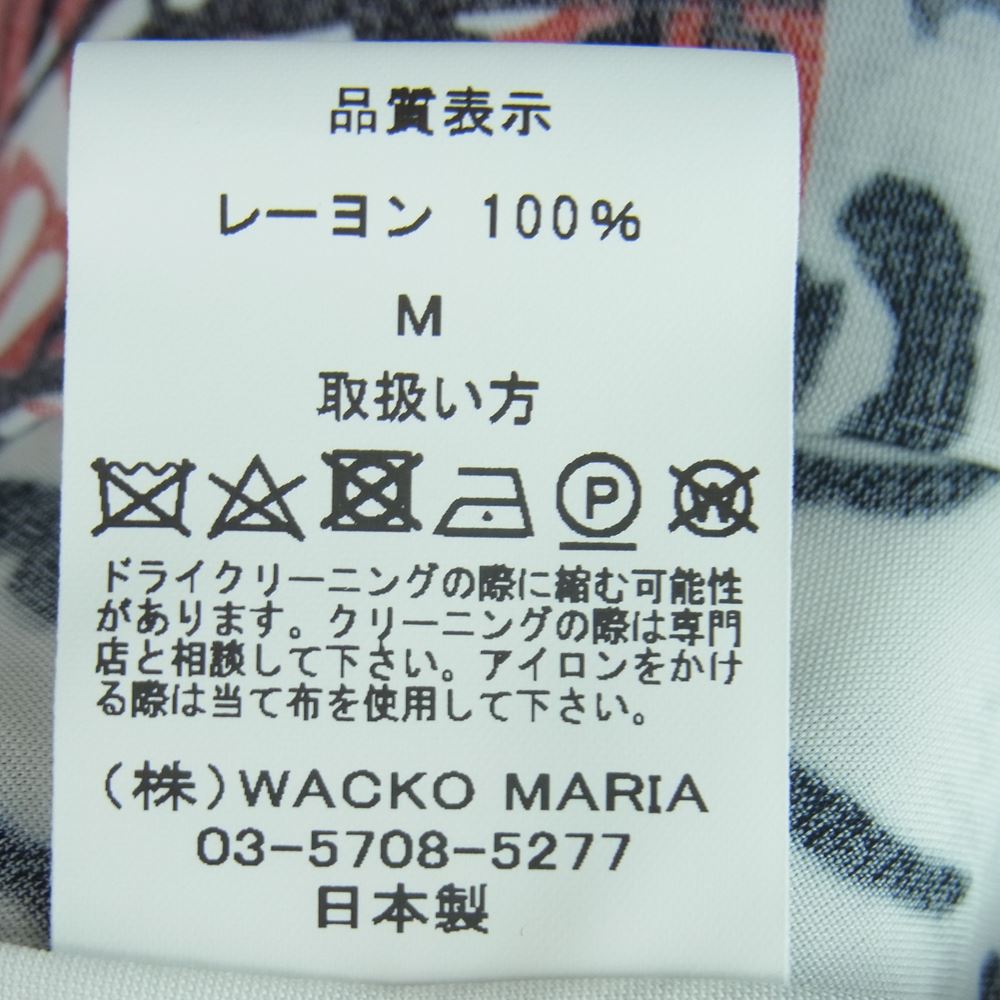 品質表示
レーヨン 100%
M
取扱い方
P W
ドライクリーニングの際に縮む可能性
があります。クリーニングの際は専門
店と相談して下さい。アイロンをかけ
る際は当て布を使用して下さい。
(株)WACKO MARIA
03-5708-5277
日本製